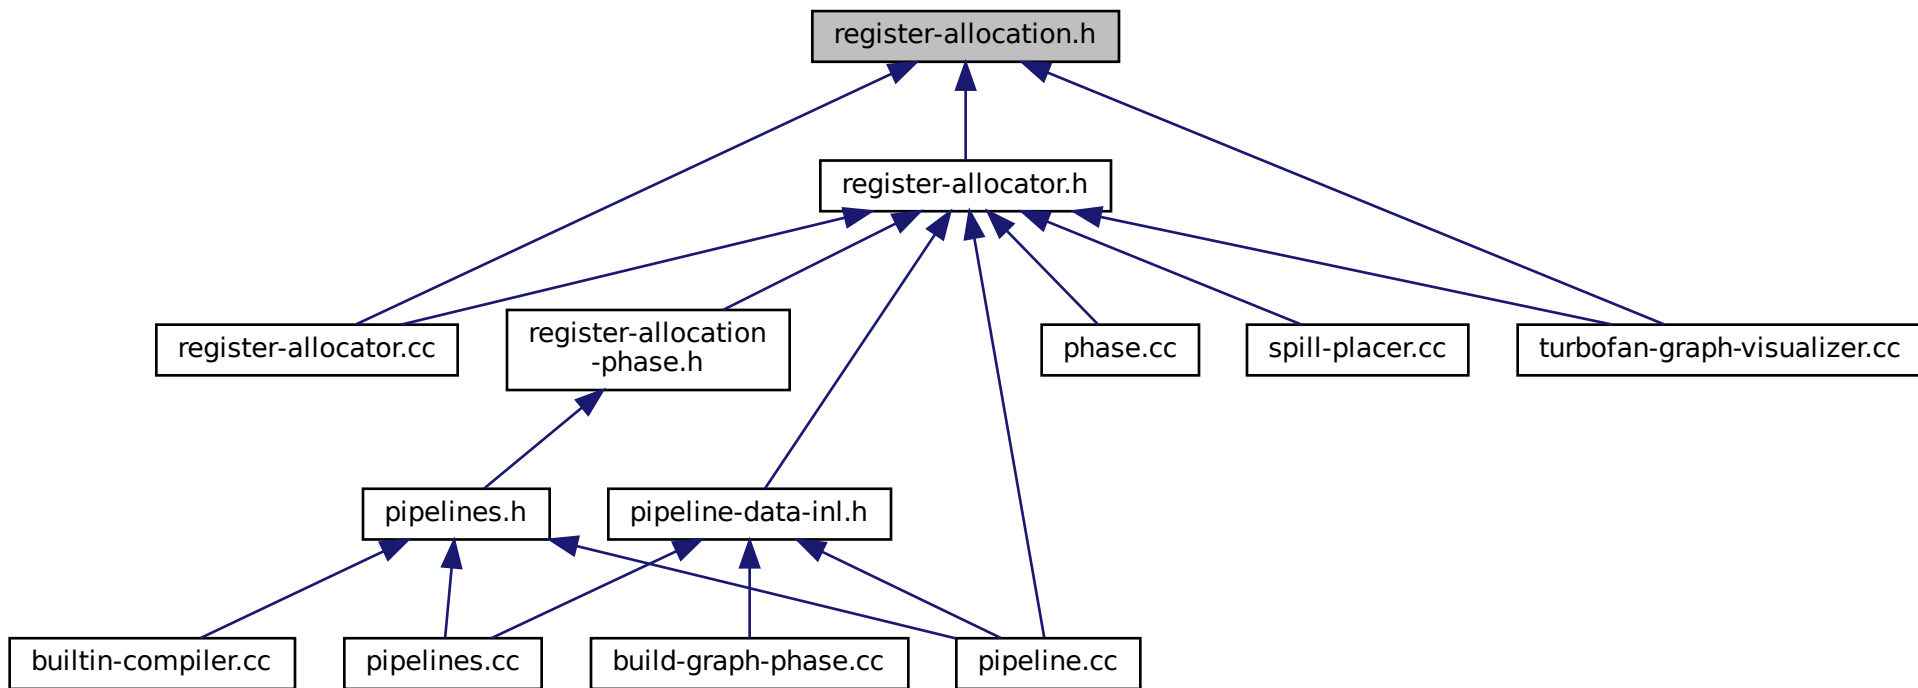 register-allocation.h
register-allocator.h
register-allocator.cc
register-allocation
-phase.h
phase.cc
spill-placer.cc
turbofan-graph-visualizer.cc
pipelines.h
pipeline-data-inl.h
builtin-compiler.cc
pipelines.cc
build-graph-phase.cc
pipeline.cc